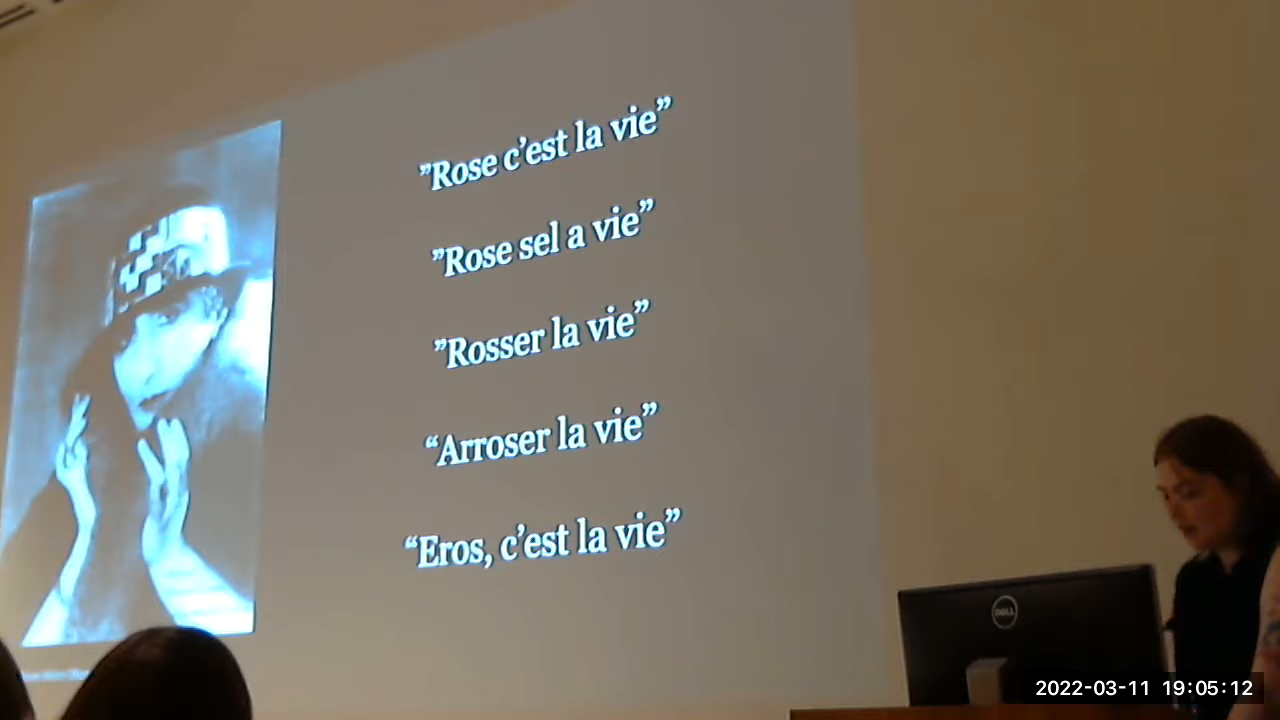 ”Rose c’est la vie”
”Rose sel a vie”
”Rosser la vie”
“Arroser la vie”
“Eros, c’est la vie”
DELL
2022-03-11 19:05:12